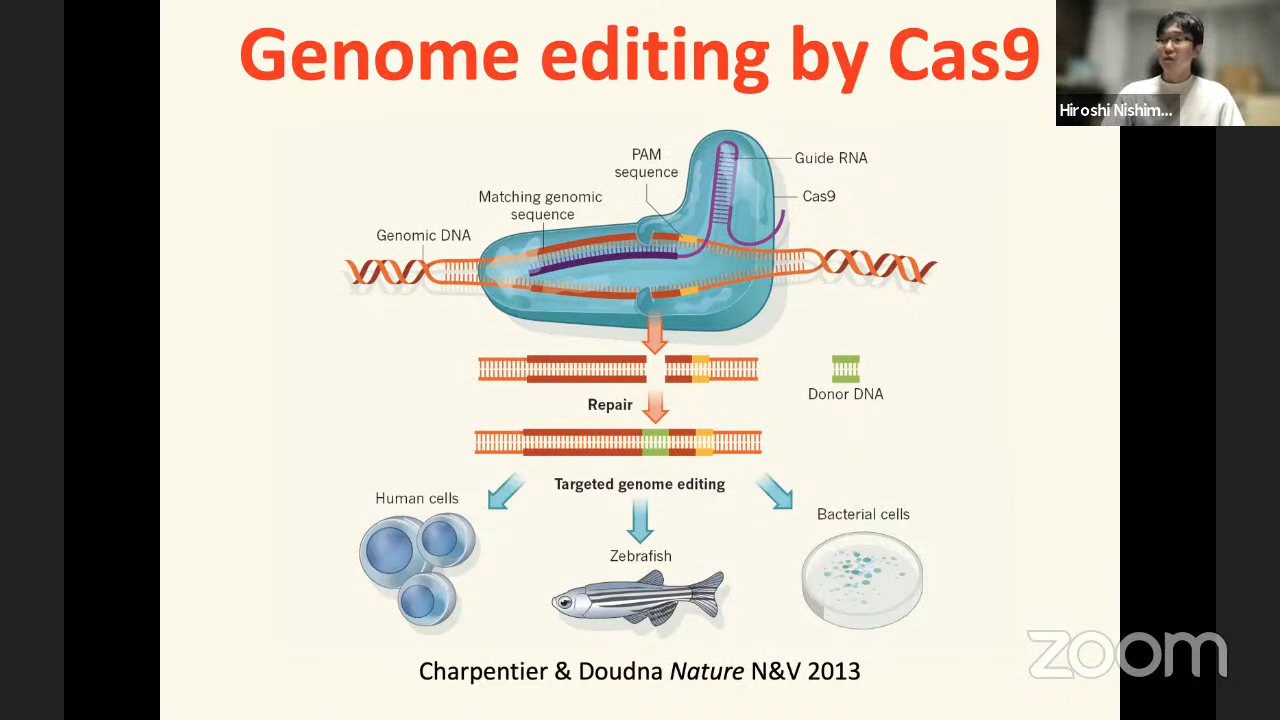 Genome editing by Cas9
Hiroshi Nishim...
PAM
sequence
Guide RNA
Matching genomic
sequence
Cas9
Genomic DNA
Donor DNA
Repair
Targeted genome editing
Human cells
Zebrafish
Bacterial cells
zoom
Charpentier & Doudna Nature N&V 2013